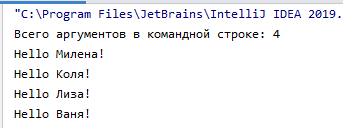 "C:\Program Files\JetBrains\IntelliJ IDEA 2019.
Всего аргументов в командной строке: 4
Hello Милена!
Hello Коля!
Hello Лиза!
Hello Ваня!